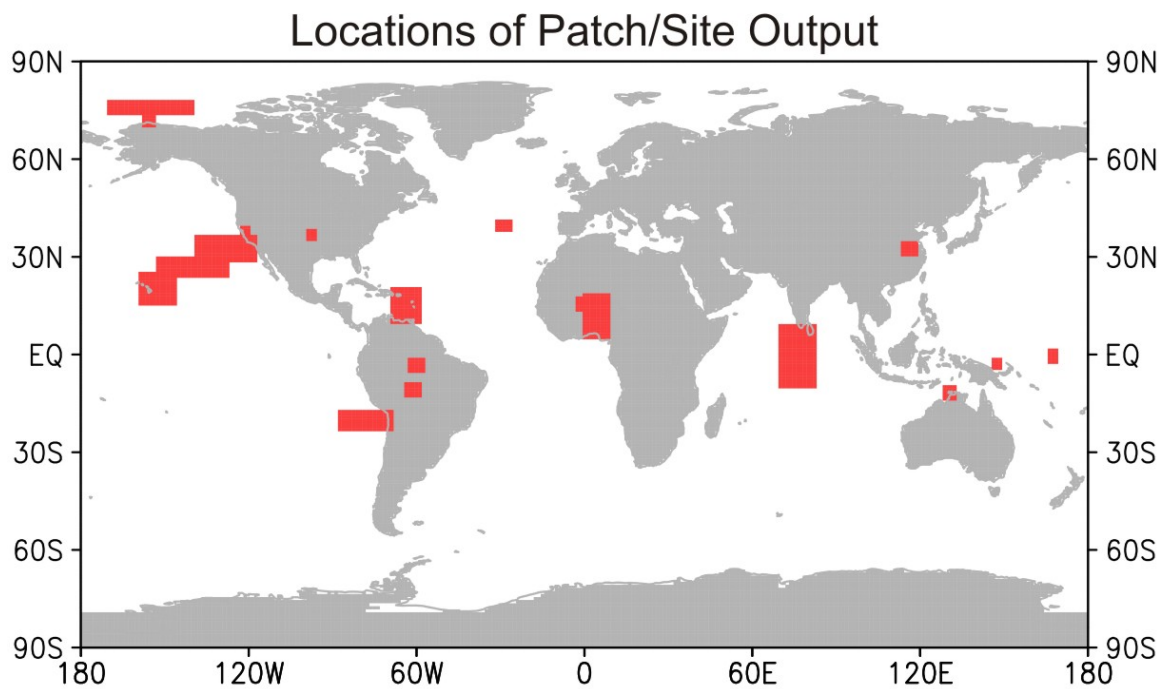 Locations of Patch/Site Output
90N 90N
60N 60N
30N 30N
EQ EQ
30S 30S
60S 60S
90S 90S
180 120W 60W 0 60E 120E 180